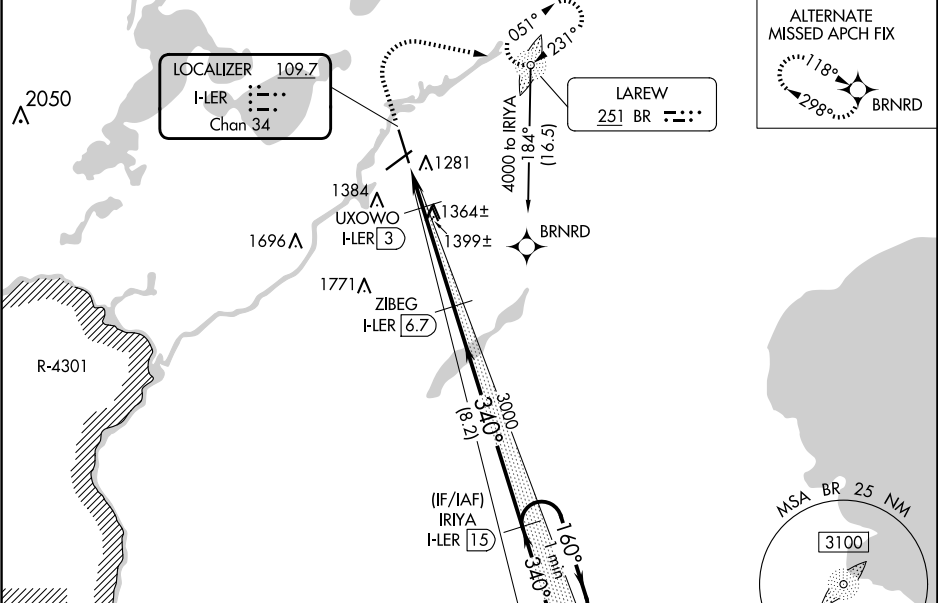 ALTERNATE
MISSED APCH FIX
118°
298°
BRNRD
051°
231°
LOCALIZER 109.7
I-LER
Chan 34
2050
LAREW
251 BR
4000 to IRIYA
184°
(16.5)
1281
1384
1364±
UXOWO
I-LER 3
1399±
1696
BRNRD
1771
ZIBEG
I-LER 6.7
R-4301
3000
340°
(8.2)
(IF/IAF)
IRIYA
I-LER 15
160°
1 min
340°
MSA BR 25 NM
3100